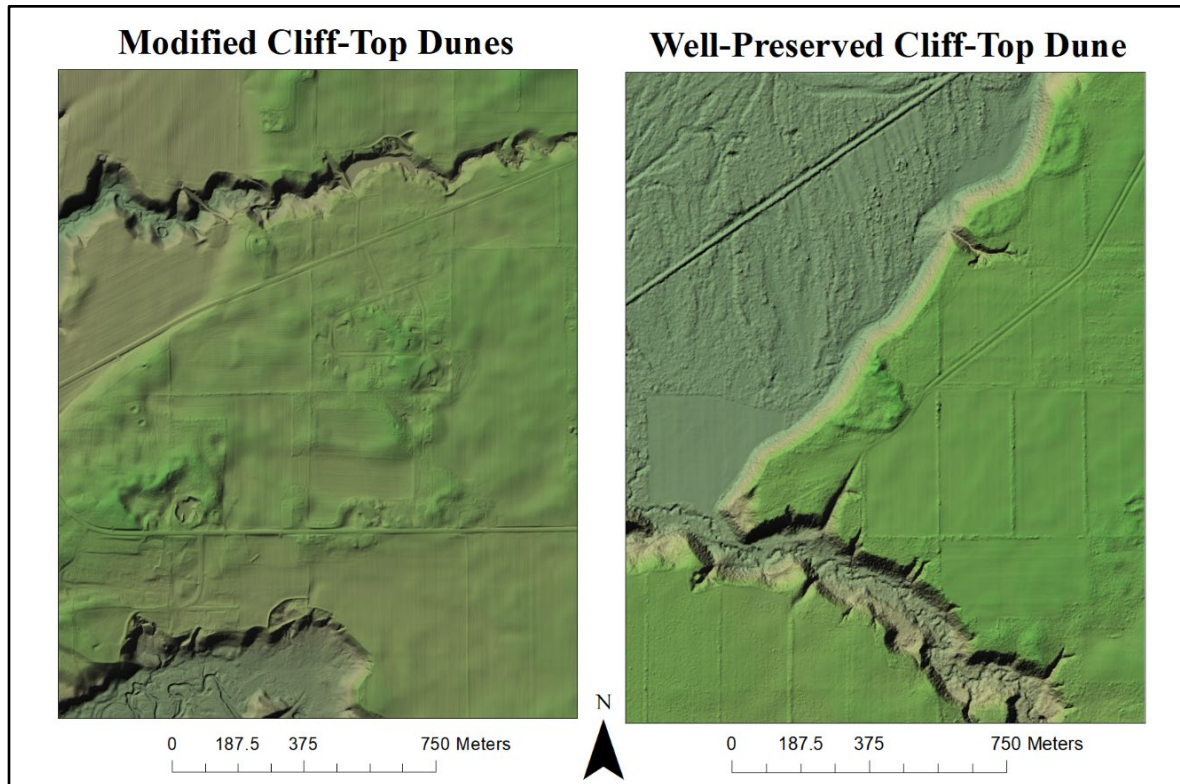 Modified Cliff-Top Dunes
Well-Preserved Cliff-Top Dune
N
0 187.5 375 750 Meters
0 187.5 375 750 Meters